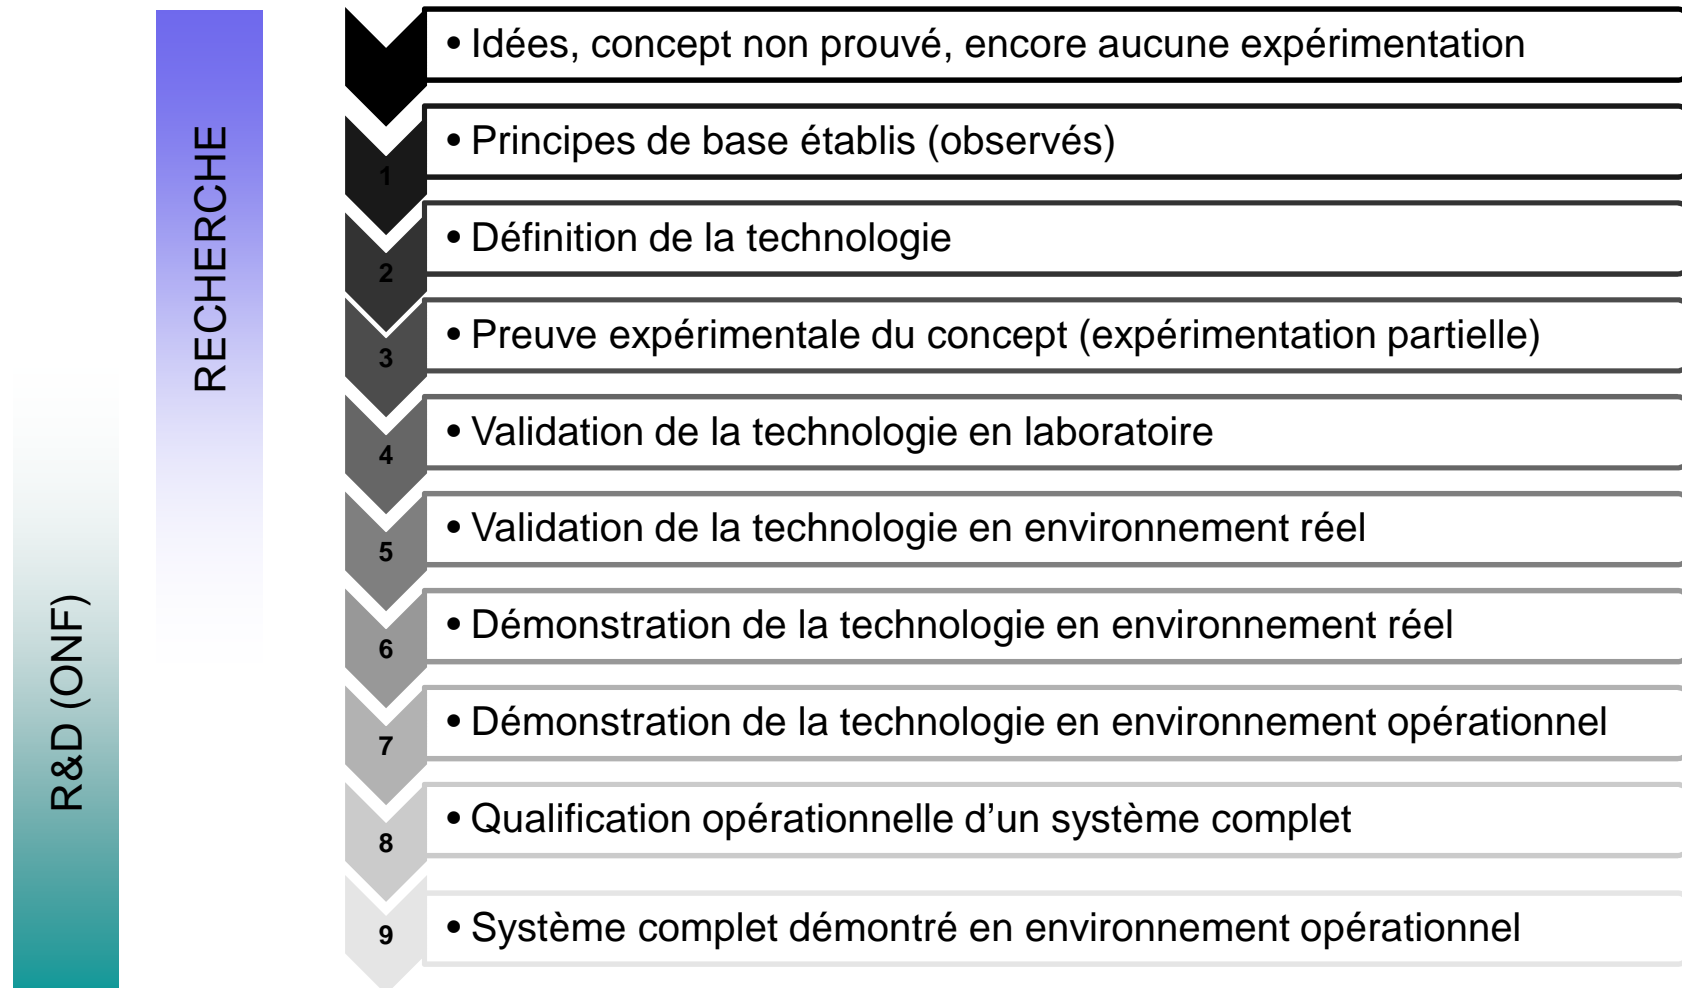 RECHERCHE
R&D (ONF)
• Idées, concept non prouvé, encore aucune expérimentation
1
• Principes de base établis (observés)
2
• Définition de la technologie
3
• Preuve expérimentale du concept (expérimentation partielle)
4
• Validation de la technologie en laboratoire
5
• Validation de la technologie en environnement réel
6
• Démonstration de la technologie en environnement réel
7
• Démonstration de la technologie en environnement opérationnel
8
• Qualification opérationnelle d’un système complet
9
• Système complet démontré en environnement opérationnel